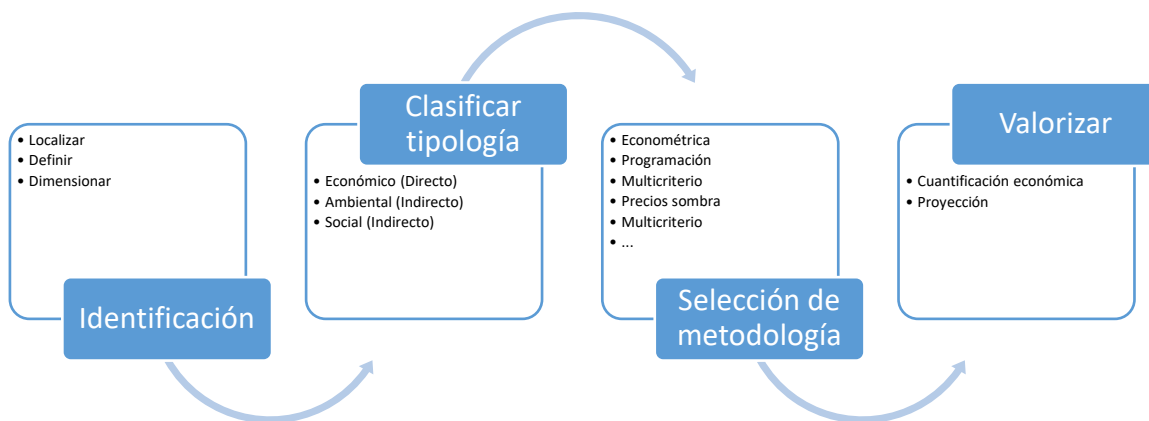 • Localizar
• Definir
• Dimensionar
Identificación
Clasificar
tipología
• Económico (Directo)
• Ambiental (Indirecto)
• Social (Indirecto)
• Econométrica
• Programación
• Multicriterio
• Precios sombra
• Multicriterio
• ...
Selección de
metodología
Valorizar
• Cuantificación económica
• Proyección